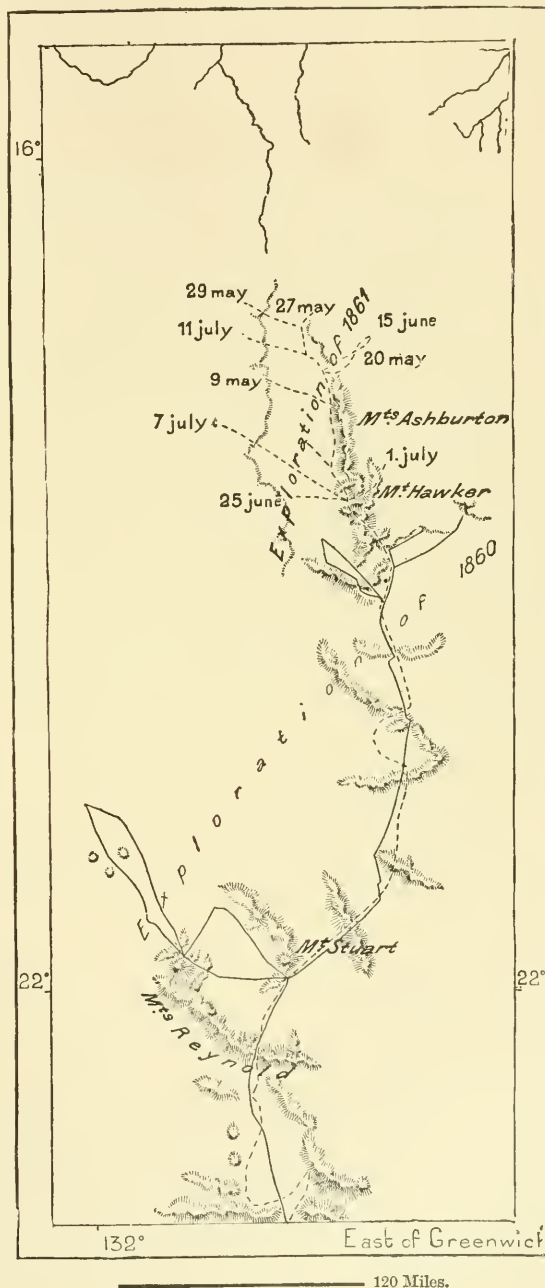 16°
29 may
27 may
11 july
15 june
20 may
9 may
Exploration of 1861
Mts. Ashburton
7 july
1. july
25 june
Mt Hawker
Exploration of 1860
Mt Stuart
22°
22°
Mts Reynold
132°
East of Greenwich
120 Miles.